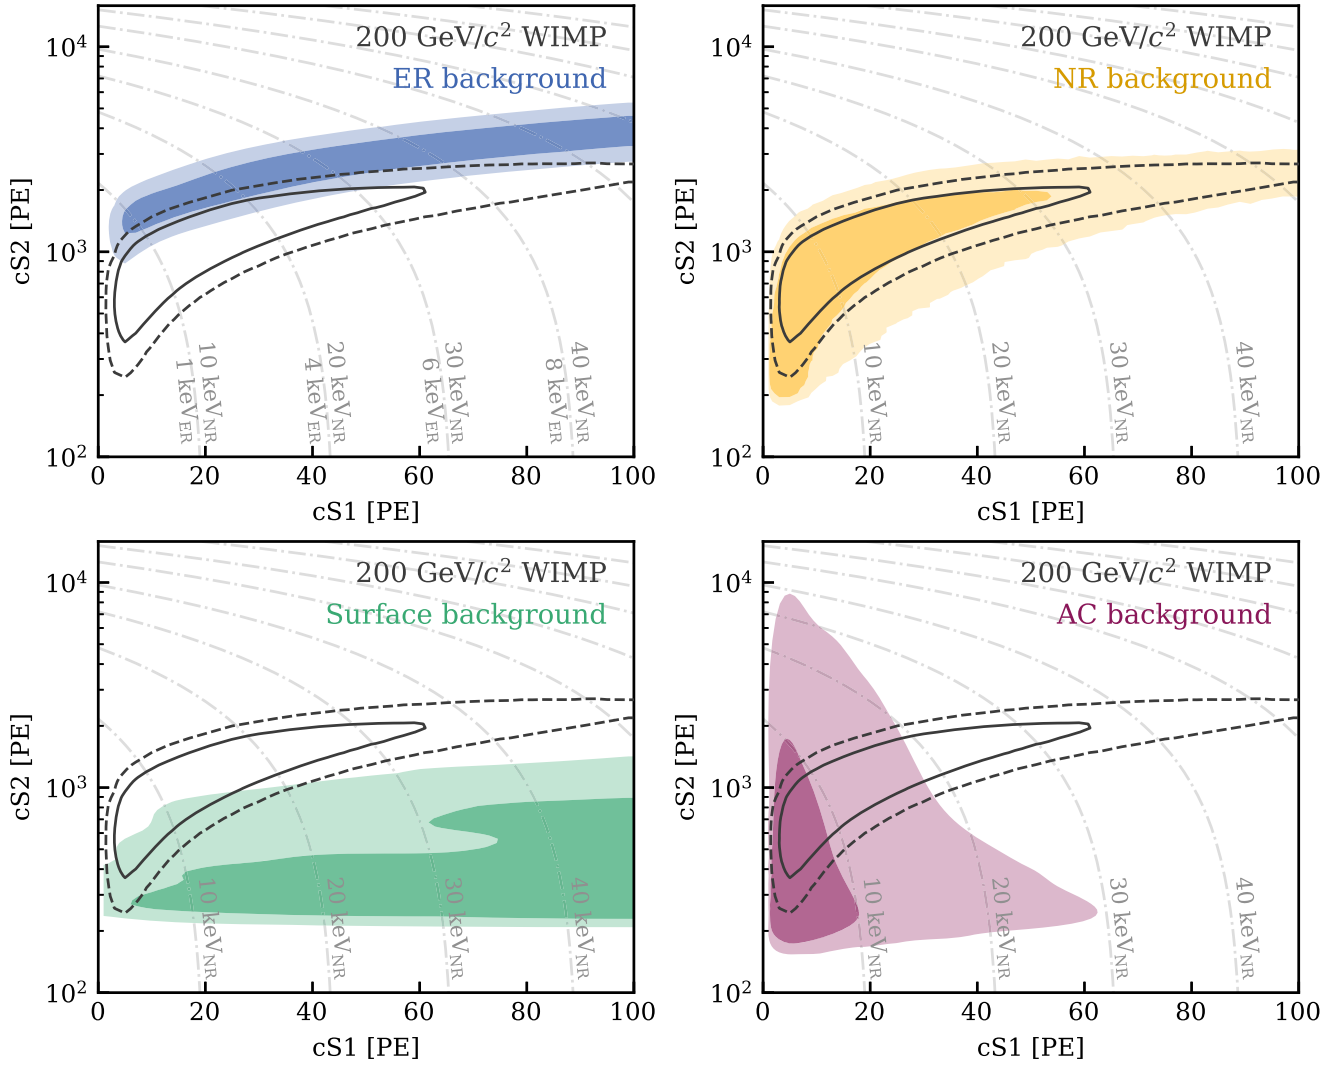 200 GeV/c² WIMP
ER background
10⁴
10³
10²
cS2 [PE]
1 keV_ER
10 keV_NR
4 keV_ER
20 keV_NR
6 keV_ER
30 keV_NR
8 keV_ER
40 keV_NR
0 20 40 60 80 100
cS1 [PE]
200 GeV/c² WIMP
NR background
10⁴
10³
10²
cS2 [PE]
10 keV_NR
20 keV_NR
30 keV_NR
40 keV_NR
0 20 40 60 80 100
cS1 [PE]
200 GeV/c² WIMP
Surface background
10⁴
10³
10²
cS2 [PE]
10 keV_NR
20 keV_NR
30 keV_NR
40 keV_NR
0 20 40 60 80 100
cS1 [PE]
200 GeV/c² WIMP
AC background
10⁴
10³
10²
cS2 [PE]
10 keV_NR
20 keV_NR
30 keV_NR
40 keV_NR
0 20 40 60 80 100
cS1 [PE]